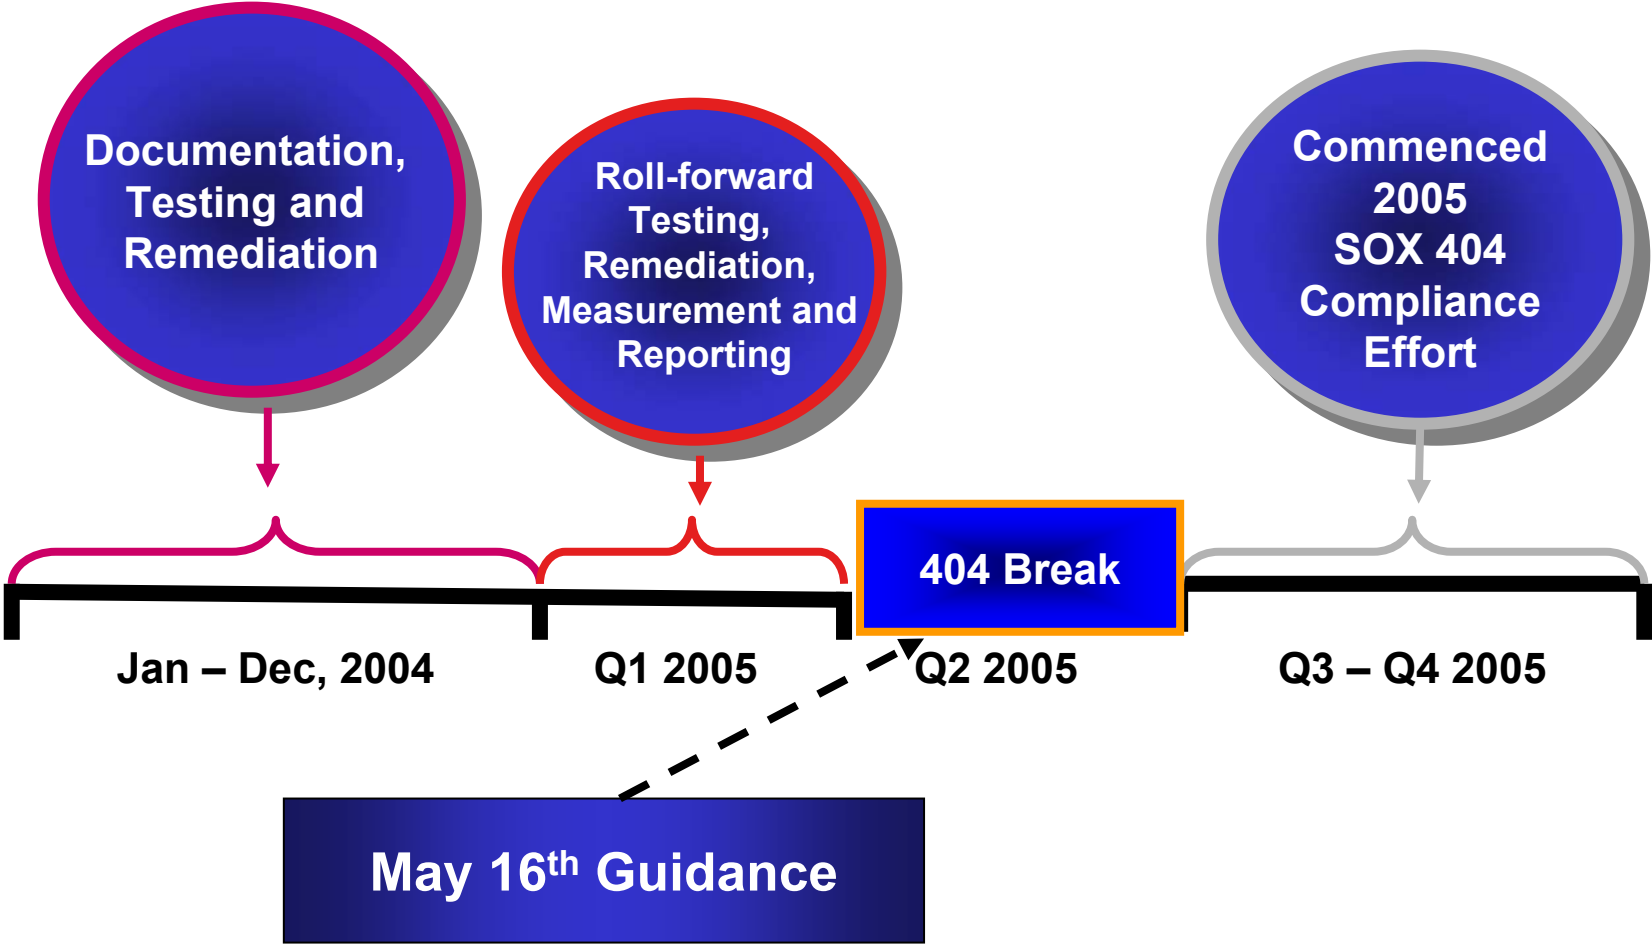 Documentation,
Testing and
Remediation
Roll-forward
Testing,
Remediation,
Measurement and
Reporting
Commenced
2005
SOX 404
Compliance
Effort
404 Break
Jan – Dec, 2004
Q1 2005
Q2 2005
Q3 – Q4 2005
May 16th Guidance